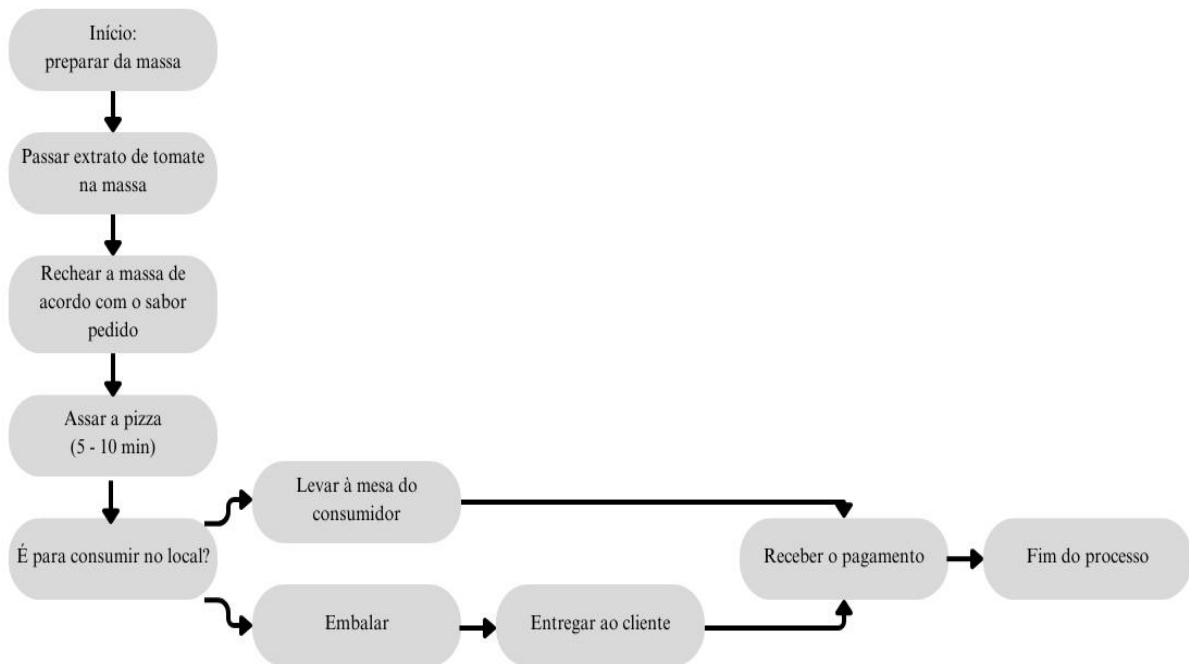 Início:
preparar da massa
Passar extrato de tomate
na massa
Rechear a massa de
acordo com o sabor
pedido
Assar a pizza
(5 - 10 min)
É para consumir no local?
Levar à mesa do
consumidor
Embalar
Entregar ao cliente
Receber o pagamento
Fim do processo